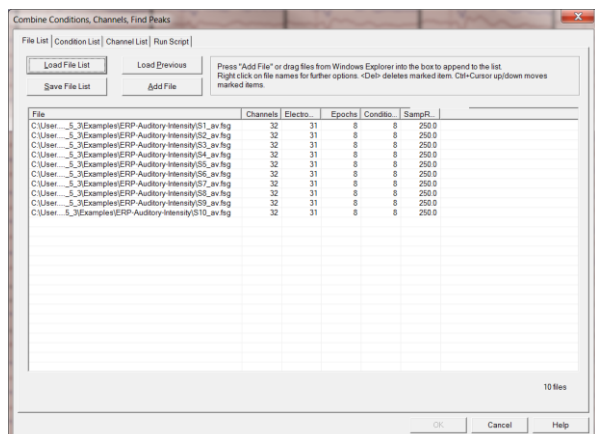 Combine Conditions, Channels, Find Peaks
File List Condition List Channel List Run Script
Load File List Load Previous
Save File List Add File
Press "Add File" or drag files from Windows Explorer into the box to append to the list.
Right click on file names for futher options. <Del> deletes marked item. Ctrl+Cursor up/down moves
marked items.
File Channels Electro... Epochs Conditio... SampR...
C:\User...._5_3\Examples\ERP-Auditory-Intensity\S1_av.fsg 32 31 8 8 250.0
C:\User...._5_3\Examples\ERP-Auditory-Intensity\S2_av.fsg 32 31 8 8 250.0
C:\User...._5_3\Examples\ERP-Auditory-Intensity\S3_av.fsg 32 31 8 8 250.0
C:\User...._5_3\Examples\ERP-Auditory-Intensity\S4_av.fsg 32 31 8 8 250.0
C:\User...._5_3\Examples\ERP-Auditory-Intensity\S5_av.fsg 32 31 8 8 250.0
C:\User...._5_3\Examples\ERP-Auditory-Intensity\S6_av.fsg 32 31 8 8 250.0
C:\User...._5_3\Examples\ERP-Auditory-Intensity\S7_av.fsg 32 31 8 8 250.0
C:\User...._5_3\Examples\ERP-Auditory-Intensity\S8_av.fsg 32 31 8 8 250.0
C:\User...._5_3\Examples\ERP-Auditory-Intensity\S9_av.fsg 32 31 8 8 250.0
C:\User....5_3\Examples\ERP-Auditory-Intensity\S10_av.fsg 32 31 8 8 250.0
10 files
OK Cancel Help